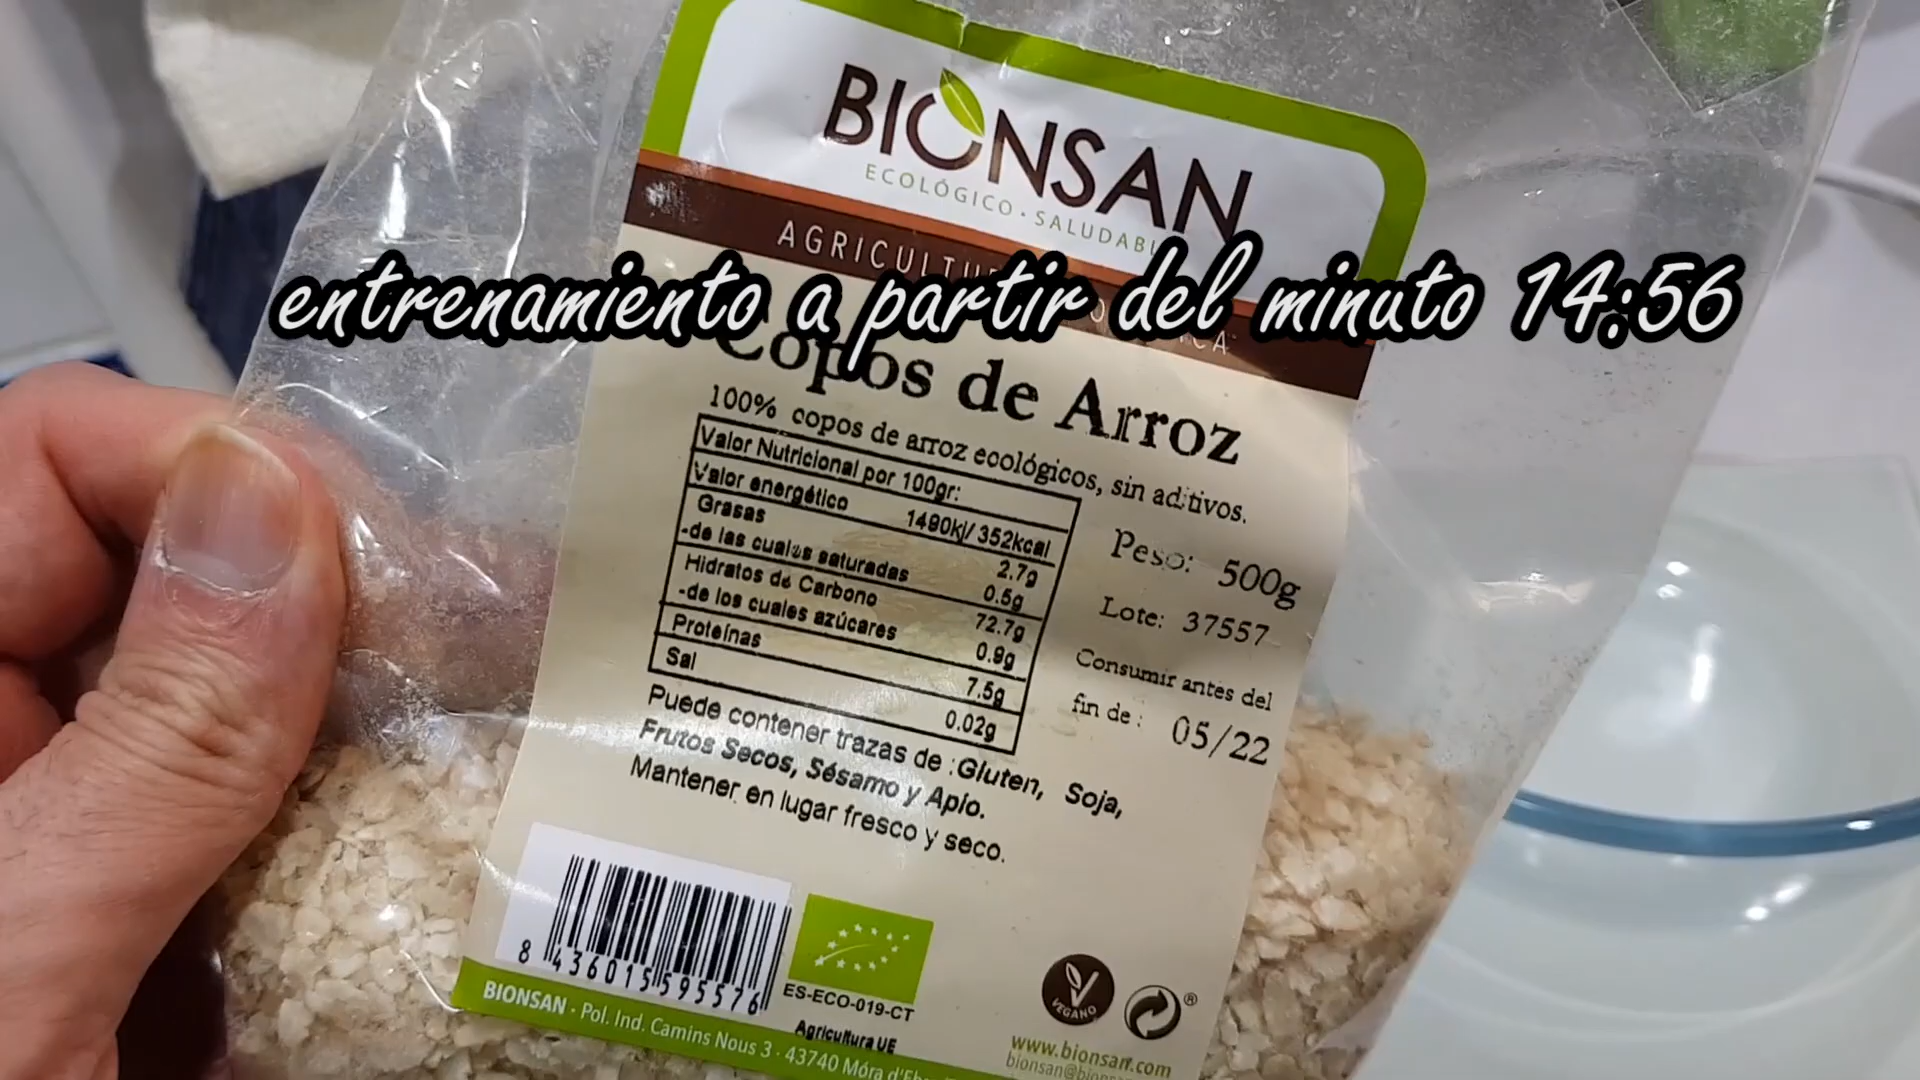 BIONSAN
ECOLÓGICO · SALUDABL
entrenamiento a partir del minuto 14:56
Copos de Arroz
100% copos de arroz ecológicos, sin aditivos.
Valor Nutricional por 100gr:
Valor energético 1490kj/ 352kcal
Grasas 2.7g
-de las cuales saturadas 0.5g
Hidratos de Carbono 72.7g
-de los cuales azúcares 0.9g
Proteínas 7.5g
Sal 0.02g
Peso: 500g
Lote: 37557
Consumir antes del
fin de: 05/22
Puede contener trazas de :Gluten, Soja,
Frutos Secos, Sésamo y Apio.
Mantener en lugar fresco y seco.
8 436015 595576
ES-ECO-019-CT
Agricultura UE
VEGANO
®
BIONSAN · Pol. Ind. Camins Nous 3 · 43740 Móra
www.bionsan.com